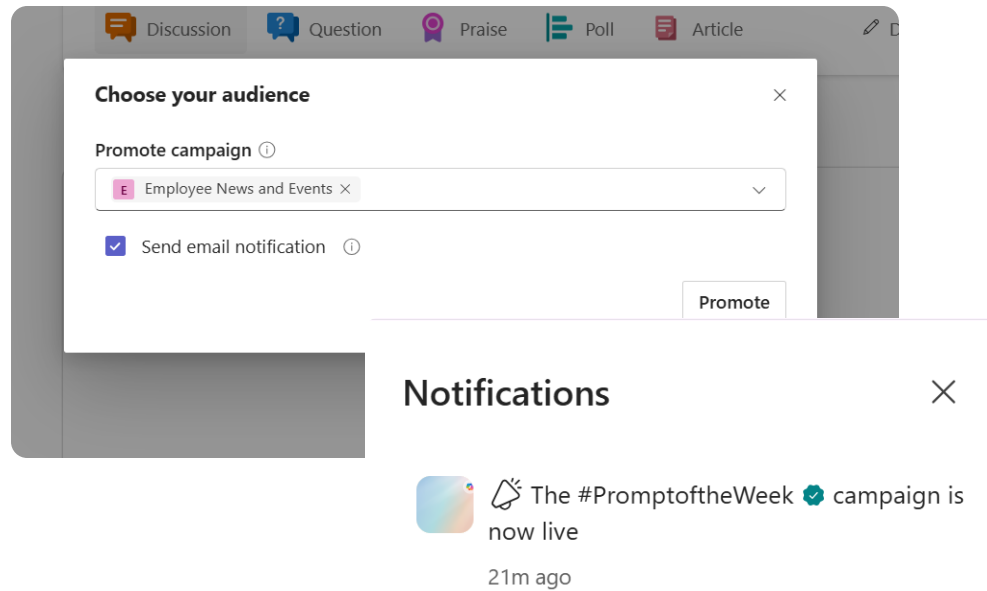 Discussion Question Praise Poll Article D
Choose your audience
Promote campaign
E Employee News and Events
Send email notification
Promote
Notifications
The #PromptoftheWeek campaign is
now live
21m ago